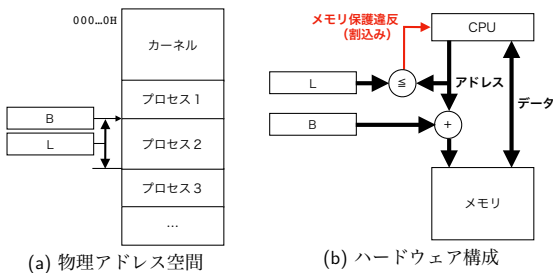 000…0H
カーネル
プロセス1
B
プロセス2
L
プロセス3
…
(a) 物理アドレス空間
メモリ保護違反
(割込み)
CPU
L
≦
アドレス
データ
B
+
メモリ
(b) ハードウェア構成